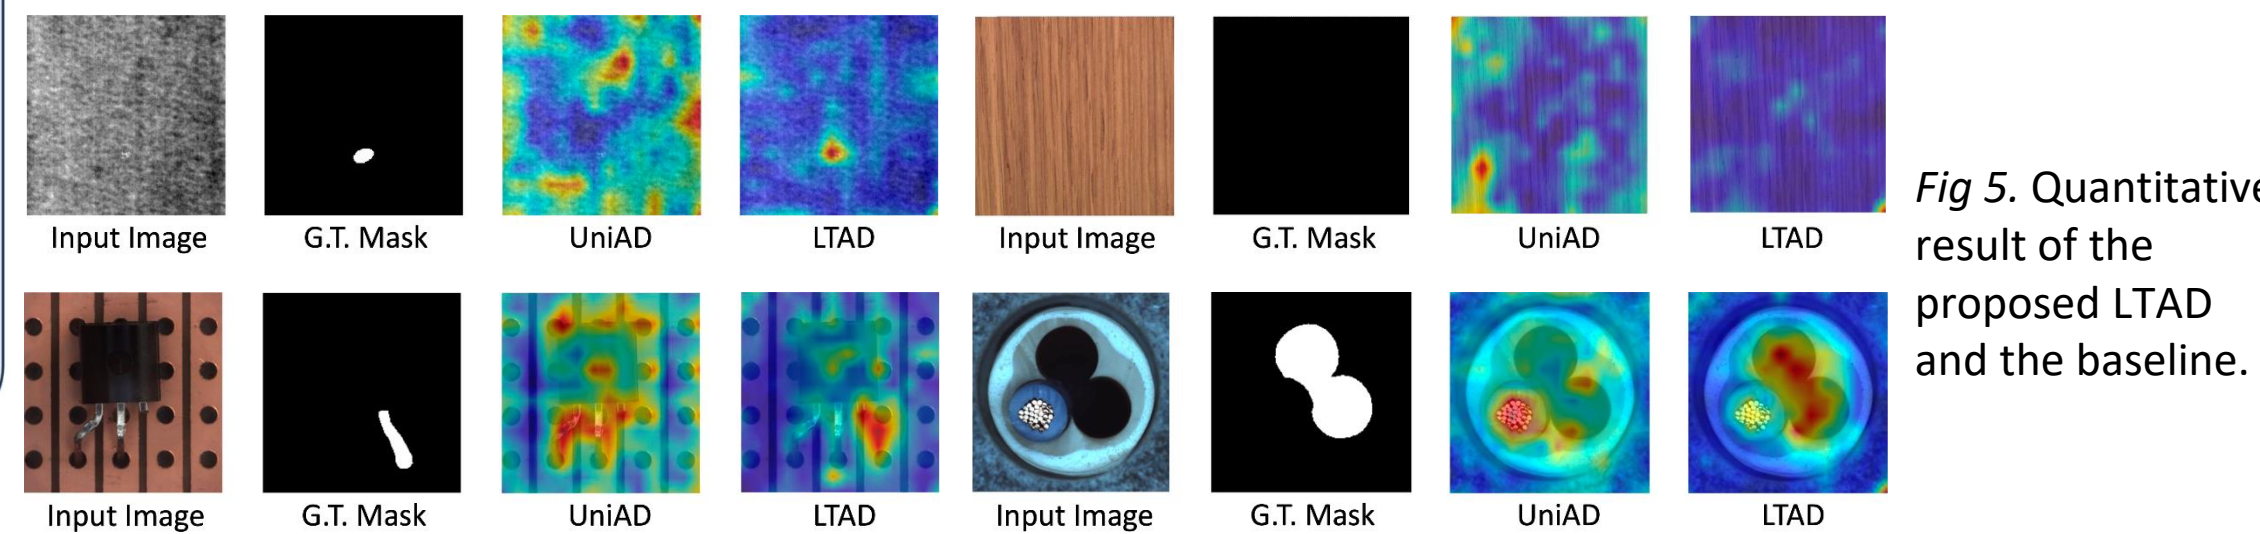 Input Image G.T. Mask UniAD LTAD Input Image G.T. Mask UniAD LTAD
Input Image G.T. Mask UniAD LTAD Input Image G.T. Mask UniAD LTAD
Fig 5. Quantitative
result of the
proposed LTAD
and the baseline.